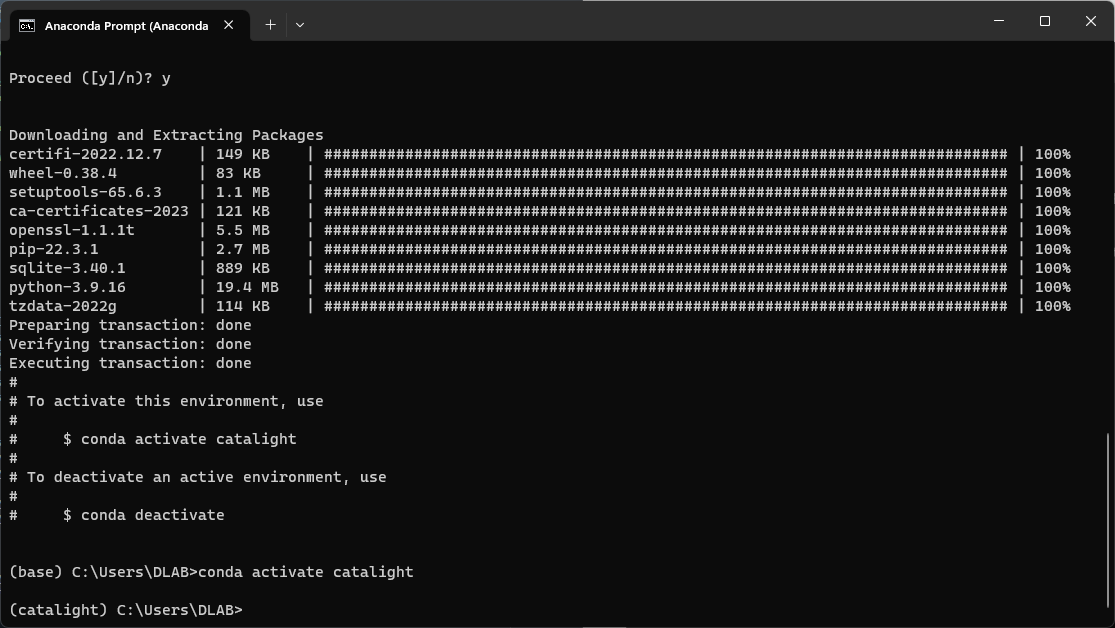 Anaconda Prompt (Anaconda
Proceed ([y]/n)? y
Downloading and Extracting Packages
certifi-2022.12.7    | 149 KB    | ############################################################################ | 100%
wheel-0.38.4         | 83 KB     | ############################################################################ | 100%
setuptools-65.6.3    | 1.1 MB    | ############################################################################ | 100%
ca-certificates-2023 | 121 KB    | ############################################################################ | 100%
openssl-1.1.1t       | 5.5 MB    | ############################################################################ | 100%
pip-22.3.1           | 2.7 MB    | ############################################################################ | 100%
sqlite-3.40.1        | 889 KB    | ############################################################################ | 100%
python-3.9.16        | 19.4 MB   | ############################################################################ | 100%
tzdata-2022g         | 114 KB    | ############################################################################ | 100%
Preparing transaction: done
Verifying transaction: done
Executing transaction: done
#
# To activate this environment, use
#
#     $ conda activate catalight
#
# To deactivate an active environment, use
#
#     $ conda deactivate
(base) C:\Users\DLAB>conda activate catalight
(catalight) C:\Users\DLAB>